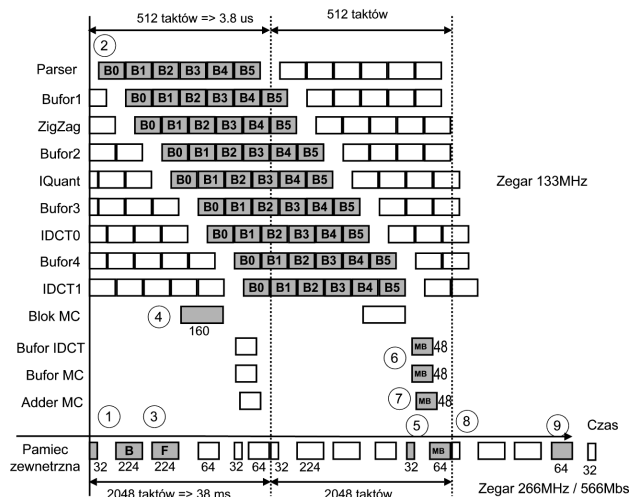 512 taktów => 3.8 us 512 taktów
2
Parser B0 B1 B2 B3 B4 B5
Bufor1 B0 B1 B2 B3 B4 B5
ZigZag B0 B1 B2 B3 B4 B5
Bufor2 B0 B1 B2 B3 B4 B5
IQuant B0 B1 B2 B3 B4 B5 Zegar 133MHz
Bufor3 B0 B1 B2 B3 B4 B5
IDCT0 B0 B1 B2 B3 B4 B5
Bufor4 B0 B1 B2 B3 B4 B5
IDCT1 B0 B1 B2 B3 B4 B5
Blok MC 4
160
Bufor IDCT MB 48
6
Bufor MC MB 48
Adder MC 7 MB 48
1 3 5 8 9 Czas
Pamiec B F MB
zewnetrzna 32 224 224 64 32 64 32 224 32 64 64 32
2048 taktów => 38 ms 2048 taktów Zegar 266MHz / 566Mbs